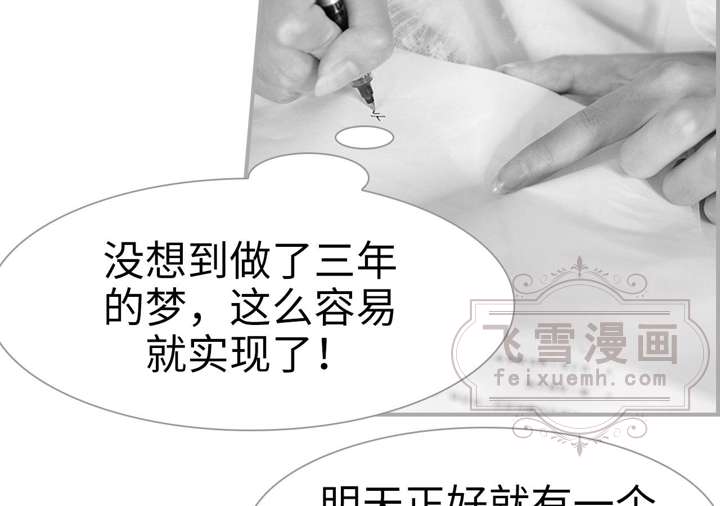 没想到做了三年
的梦，这么容易
就实现了！
飞雪漫画
feixuemh.com
明天正好就有一个